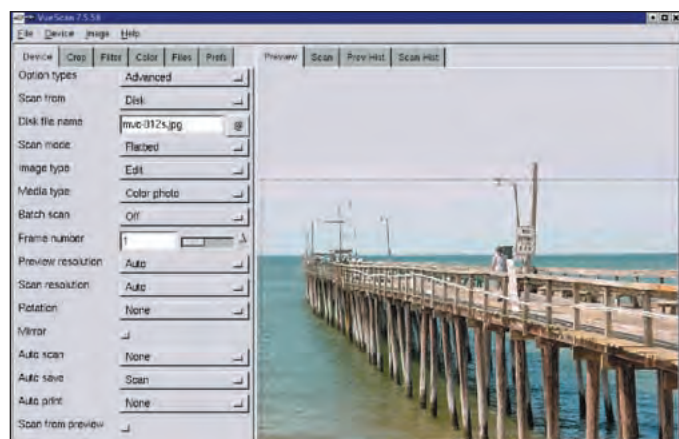 VueScan 7.5.58
File Device Image Help
Device Crop Filter Color Files Prefs Preview Scan Prev Hist Scan Hist
Option types Advanced
Scan from Disk
Disk file name mvc-012s.jpg @
Scan mode Flatbed
Image type Edit
Media type Color photo
Batch scan Off
Frame number 1
Preview resolution Auto
Scan resolution Auto
Rotation None
Mirror
Auto scan None
Auto save Scan
Auto print None
Scan from preview